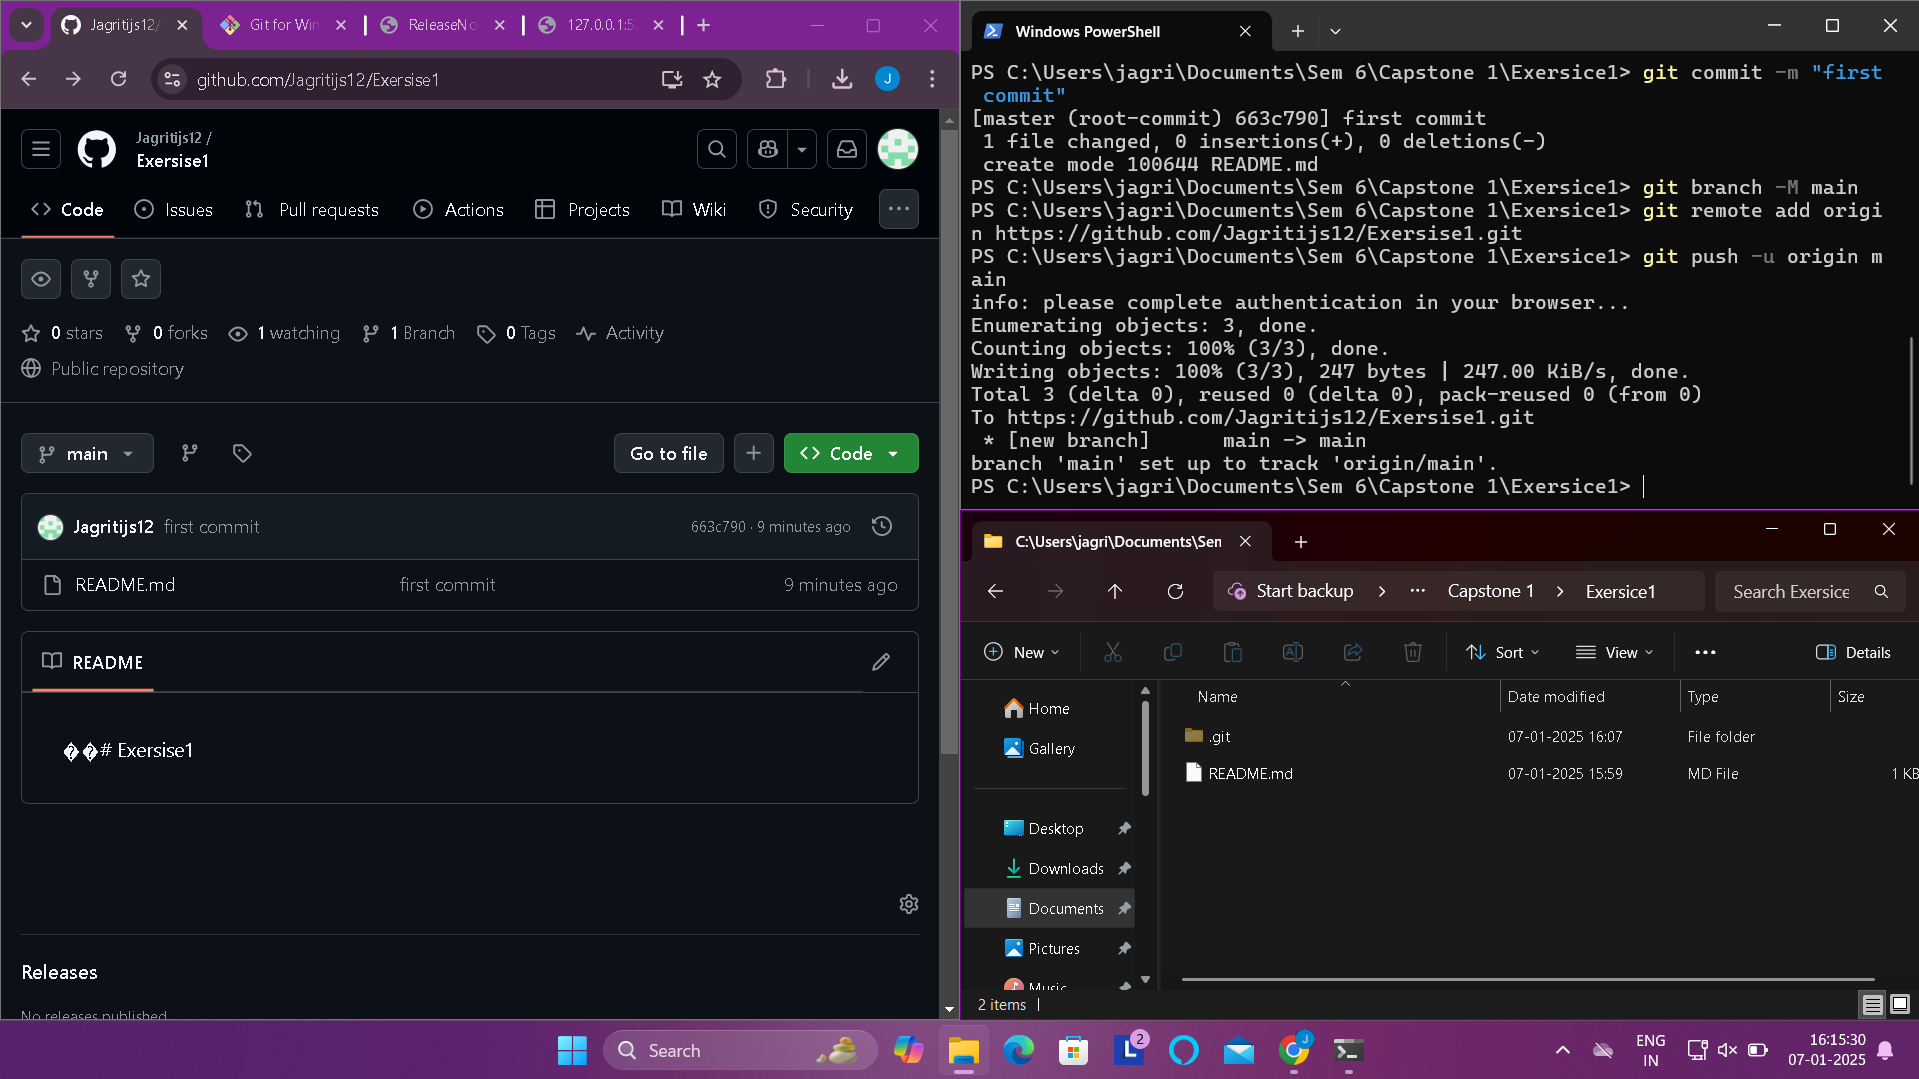 Jagritijs12/
Git for Win
ReleaseNo
127.0.0.1:5
github.com/Jagritijs12/Exersise1
J
Jagritijs12 /
Exersise1
Code
Issues
Pull requests
Actions
Projects
Wiki
Security
0 stars
0 forks
1 watching
1 Branch
0 Tags
Activity
Public repository
main
Go to file
Code
Jagritijs12 first commit
663c790 · 9 minutes ago
README.md
first commit
9 minutes ago
README
��# Exersise1
Releases
No releases published
Windows PowerShell
PS C:\Users\jagri\Documents\Sem 6\Capstone 1\Exersice1> git commit -m "first
commit"
[master (root-commit) 663c790] first commit
1 file changed, 0 insertions(+), 0 deletions(-)
create mode 100644 README.md
PS C:\Users\jagri\Documents\Sem 6\Capstone 1\Exersice1> git branch -M main
PS C:\Users\jagri\Documents\Sem 6\Capstone 1\Exersice1> git remote add origi
n https://github.com/Jagritijs12/Exersise1.git
PS C:\Users\jagri\Documents\Sem 6\Capstone 1\Exersice1> git push -u origin m
ain
info: please complete authentication in your browser...
Enumerating objects: 3, done.
Counting objects: 100% (3/3), done.
Writing objects: 100% (3/3), 247 bytes | 247.00 KiB/s, done.
Total 3 (delta 0), reused 0 (delta 0), pack-reused 0 (from 0)
To https://github.com/Jagritijs12/Exersise1.git
* [new branch]      main -> main
branch 'main' set up to track 'origin/main'.
PS C:\Users\jagri\Documents\Sem 6\Capstone 1\Exersice1>
C:\Users\jagri\Documents\Sem
Start backup > ··· Capstone 1 > Exersice1
Search Exersice
New
Sort
View
Details
Home
Gallery
Desktop
Downloads
Documents
Pictures
Music
Name
Date modified
Type
Size
.git
07-01-2025 16:07
File folder
README.md
07-01-2025 15:59
MD File
1 KB
2 items
Search
L
2
J
ENG
IN
16:15:30
07-01-2025